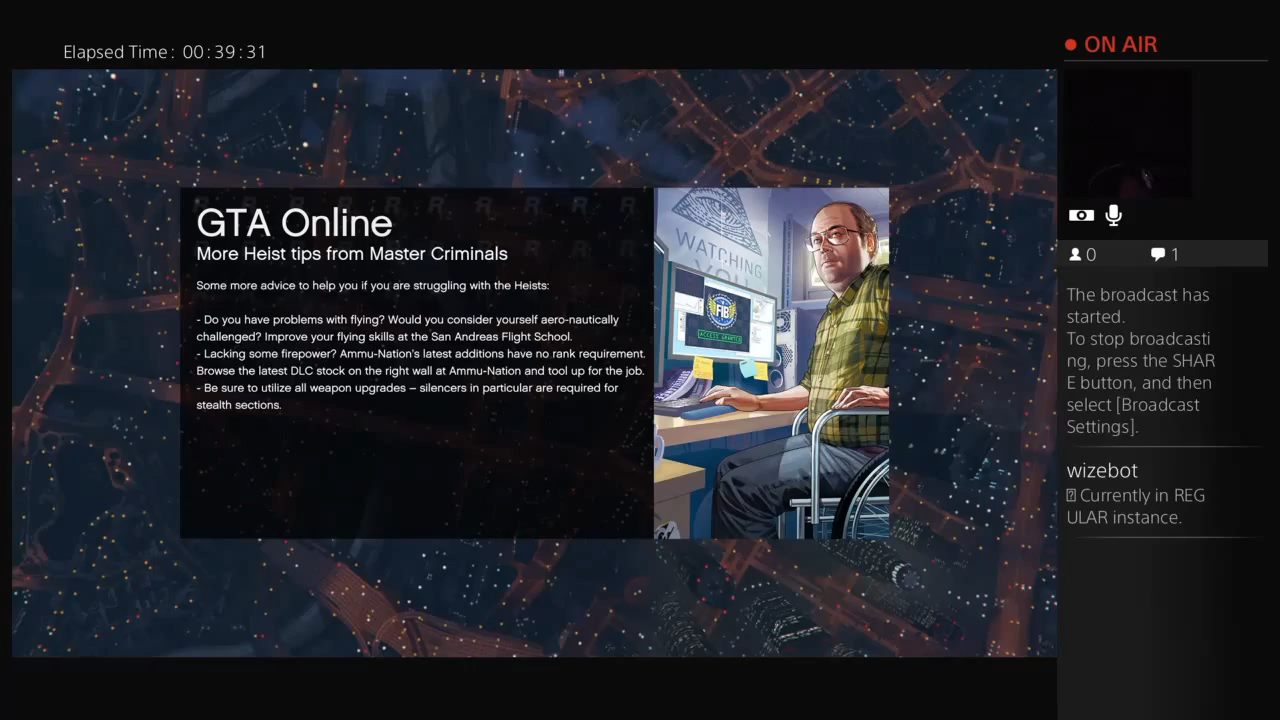 Elapsed Time: 00:39:31
ON AIR
GTA Online
More Heist tips from Master Criminals
Some more advice to help you if you are struggling with the Heists:
- Do you have problems with flying? Would you consider yourself aero-nautically
challenged? Improve your flying skills at the San Andreas Flight School.
- Lacking some firepower? Ammu-Nation's latest additions have no rank requirement.
Browse the latest DLC stock on the right wall at Ammu-Nation and tool up for the job.
- Be sure to utilize all weapon upgrades – silencers in particular are required for
stealth sections.
WATCHING
YOU
FIB
ACCESS GRANTED
0
1
The broadcast has
started.
To stop broadcasti
ng, press the SHAR
E button, and then
select [Broadcast
Settings].
wizebot
Currently in REG
ULAR instance.